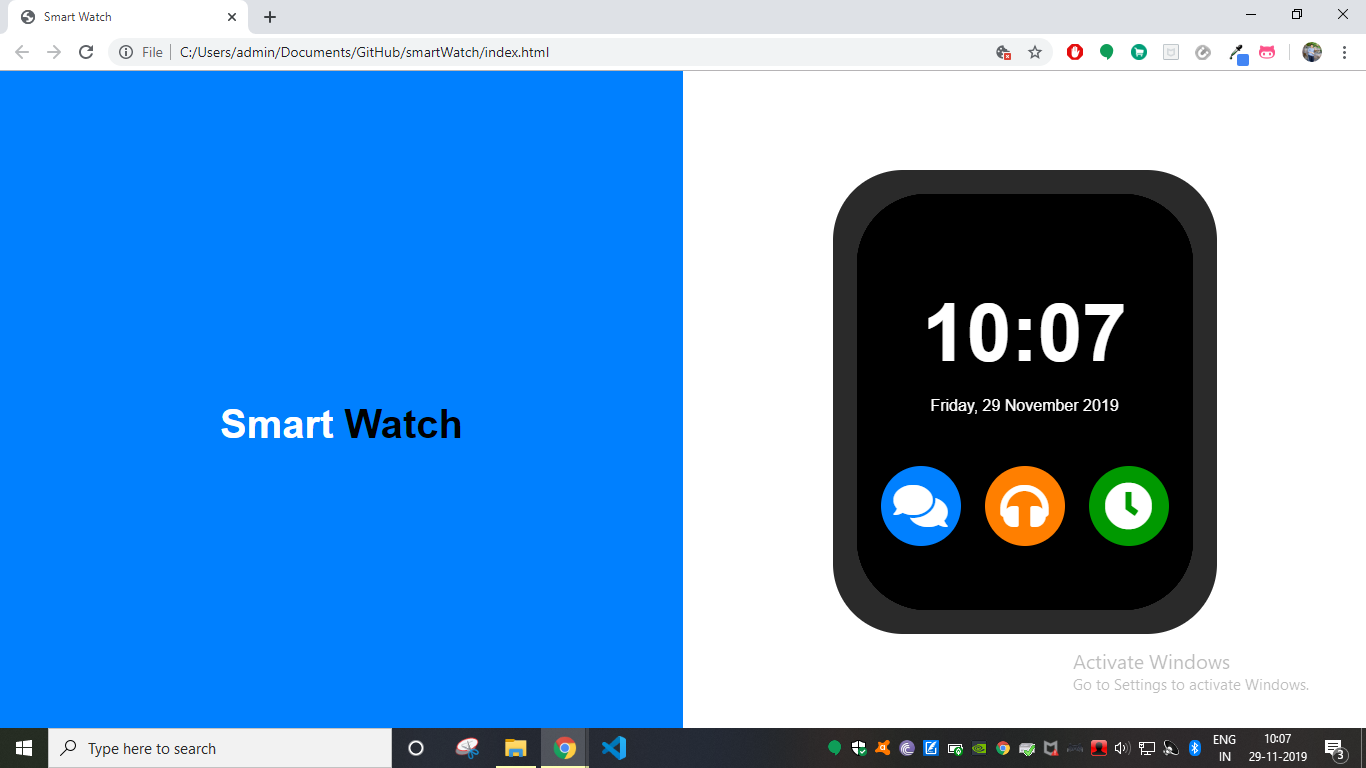 Smart Watch
File
C:/Users/admin/Documents/GitHub/smartWatch/index.html
Smart Watch
10:07
Friday, 29 November 2019
Activate Windows
Go to Settings to activate Windows.
Type here to search
ENG
IN
10:07
29-11-2019
3